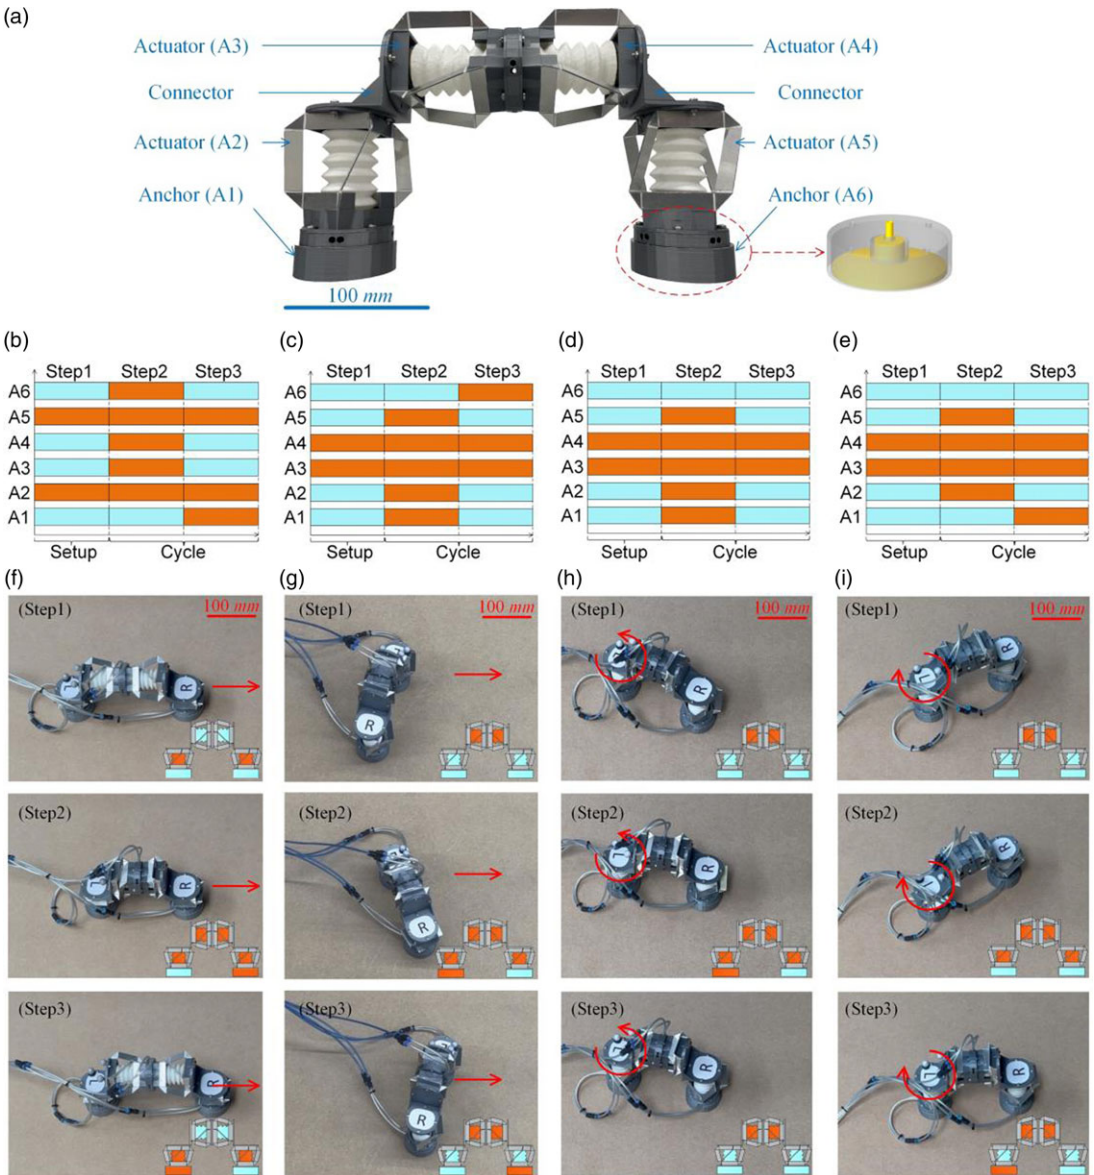 (a)
Actuator (A3)
Actuator (A4)
Connector
Connector
Actuator (A2)
Actuator (A5)
Anchor (A1)
Anchor (A6)
100 mm
(b)
(c)
(d)
(e)
Step1 Step2 Step3
A6
A5
A4
A3
A2
A1
Setup Cycle
Step1 Step2 Step3
A6
A5
A4
A3
A2
A1
Setup Cycle
Step1 Step2 Step3
A6
A5
A4
A3
A2
A1
Setup Cycle
Step1 Step2 Step3
A6
A5
A4
A3
A2
A1
Setup Cycle
(f)
(g)
(h)
(i)
(Step1)
100 mm
L
R
(Step1)
100 mm
L
R
(Step1)
100 mm
L
R
(Step1)
100 mm
L
R
(Step2)
L
R
(Step2)
L
R
(Step2)
L
R
(Step2)
L
R
(Step3)
L
R
(Step3)
L
R
(Step3)
L
R
(Step3)
L
R